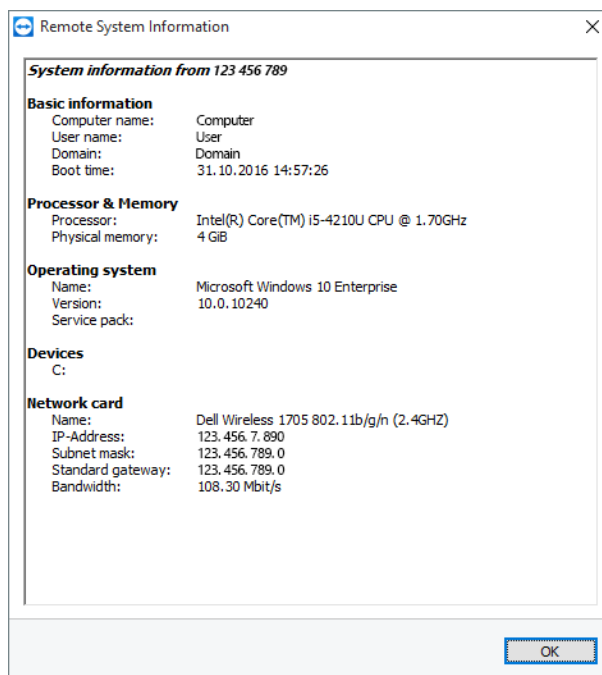 Remote System Information
System information from 123 456 789
Basic information
Computer name: Computer
User name: User
Domain: Domain
Boot time: 31.10.2016 14:57:26
Processor & Memory
Processor: Intel(R) Core(TM) i5-4210U CPU @ 1.70GHz
Physical memory: 4 GiB
Operating system
Name: Microsoft Windows 10 Enterprise
Version: 10.0.10240
Service pack:
Devices
C:
Network card
Name: Dell Wireless 1705 802.11b/g/n (2.4GHZ)
IP-Address: 123.456.7.890
Subnet mask: 123.456.789.0
Standard gateway: 123.456.789.0
Bandwidth: 108.30 Mbit/s
OK